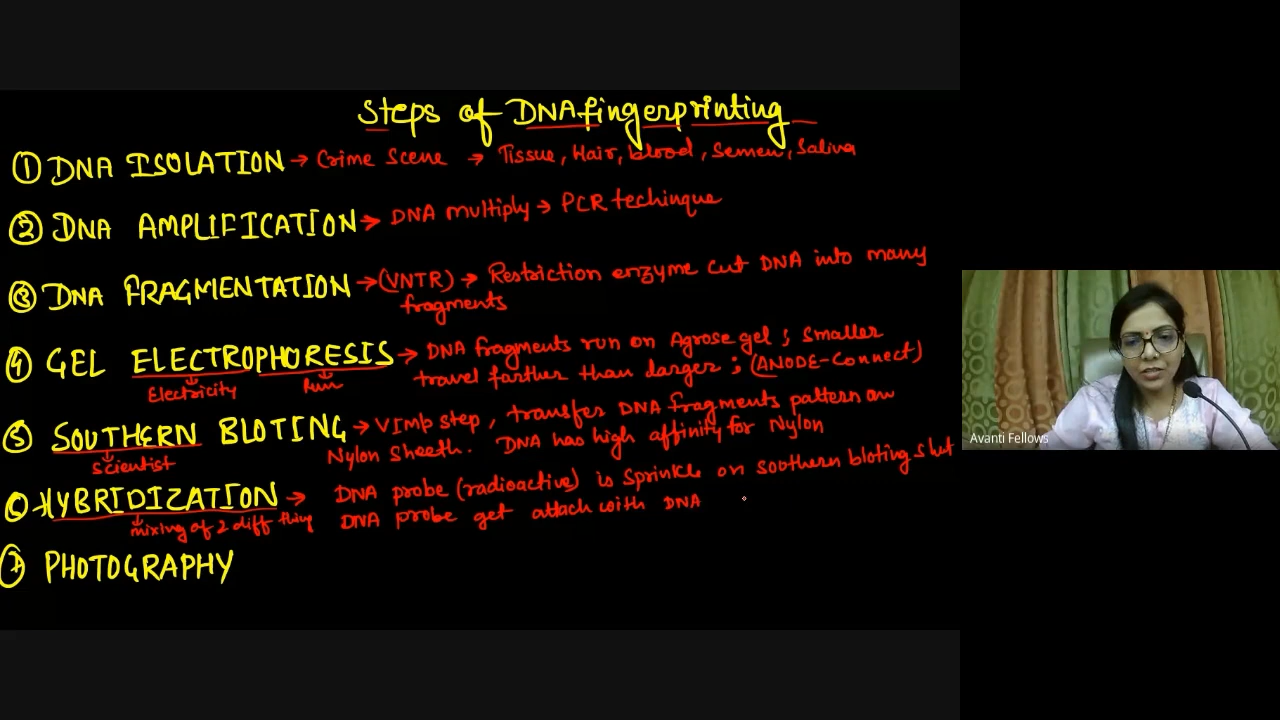 Steps of DNA fingerprinting
① DNA ISOLATION → Crime scene → Tissue, Hair, blood, Semen, Saliva
② DNA AMPLIFICATION → DNA multiply → PCR techinque
③ DNA FRAGMENTATION → (VNTR) → Restriction enzyme cut DNA into many
fragments
④ GEL ELECTROPHORESIS → DNA fragments run on Agrose gel ; smaller
Electricity Run travel farther than larger ; (ANODE-Connect)
⑤ SOUTHERN BLOTING → V Imp step, transfer DNA fragments pattern on
scientist Nylon Sheeth. DNA has high affinity for Nylon
⑥ HYBRIDIZATION → DNA probe (radioactive) is sprinkle on soothern bloting shet
mixing of 2 diff thing DNA probe get attach with DNA
⑦ PHOTOGRAPHY
Avanti Fellows